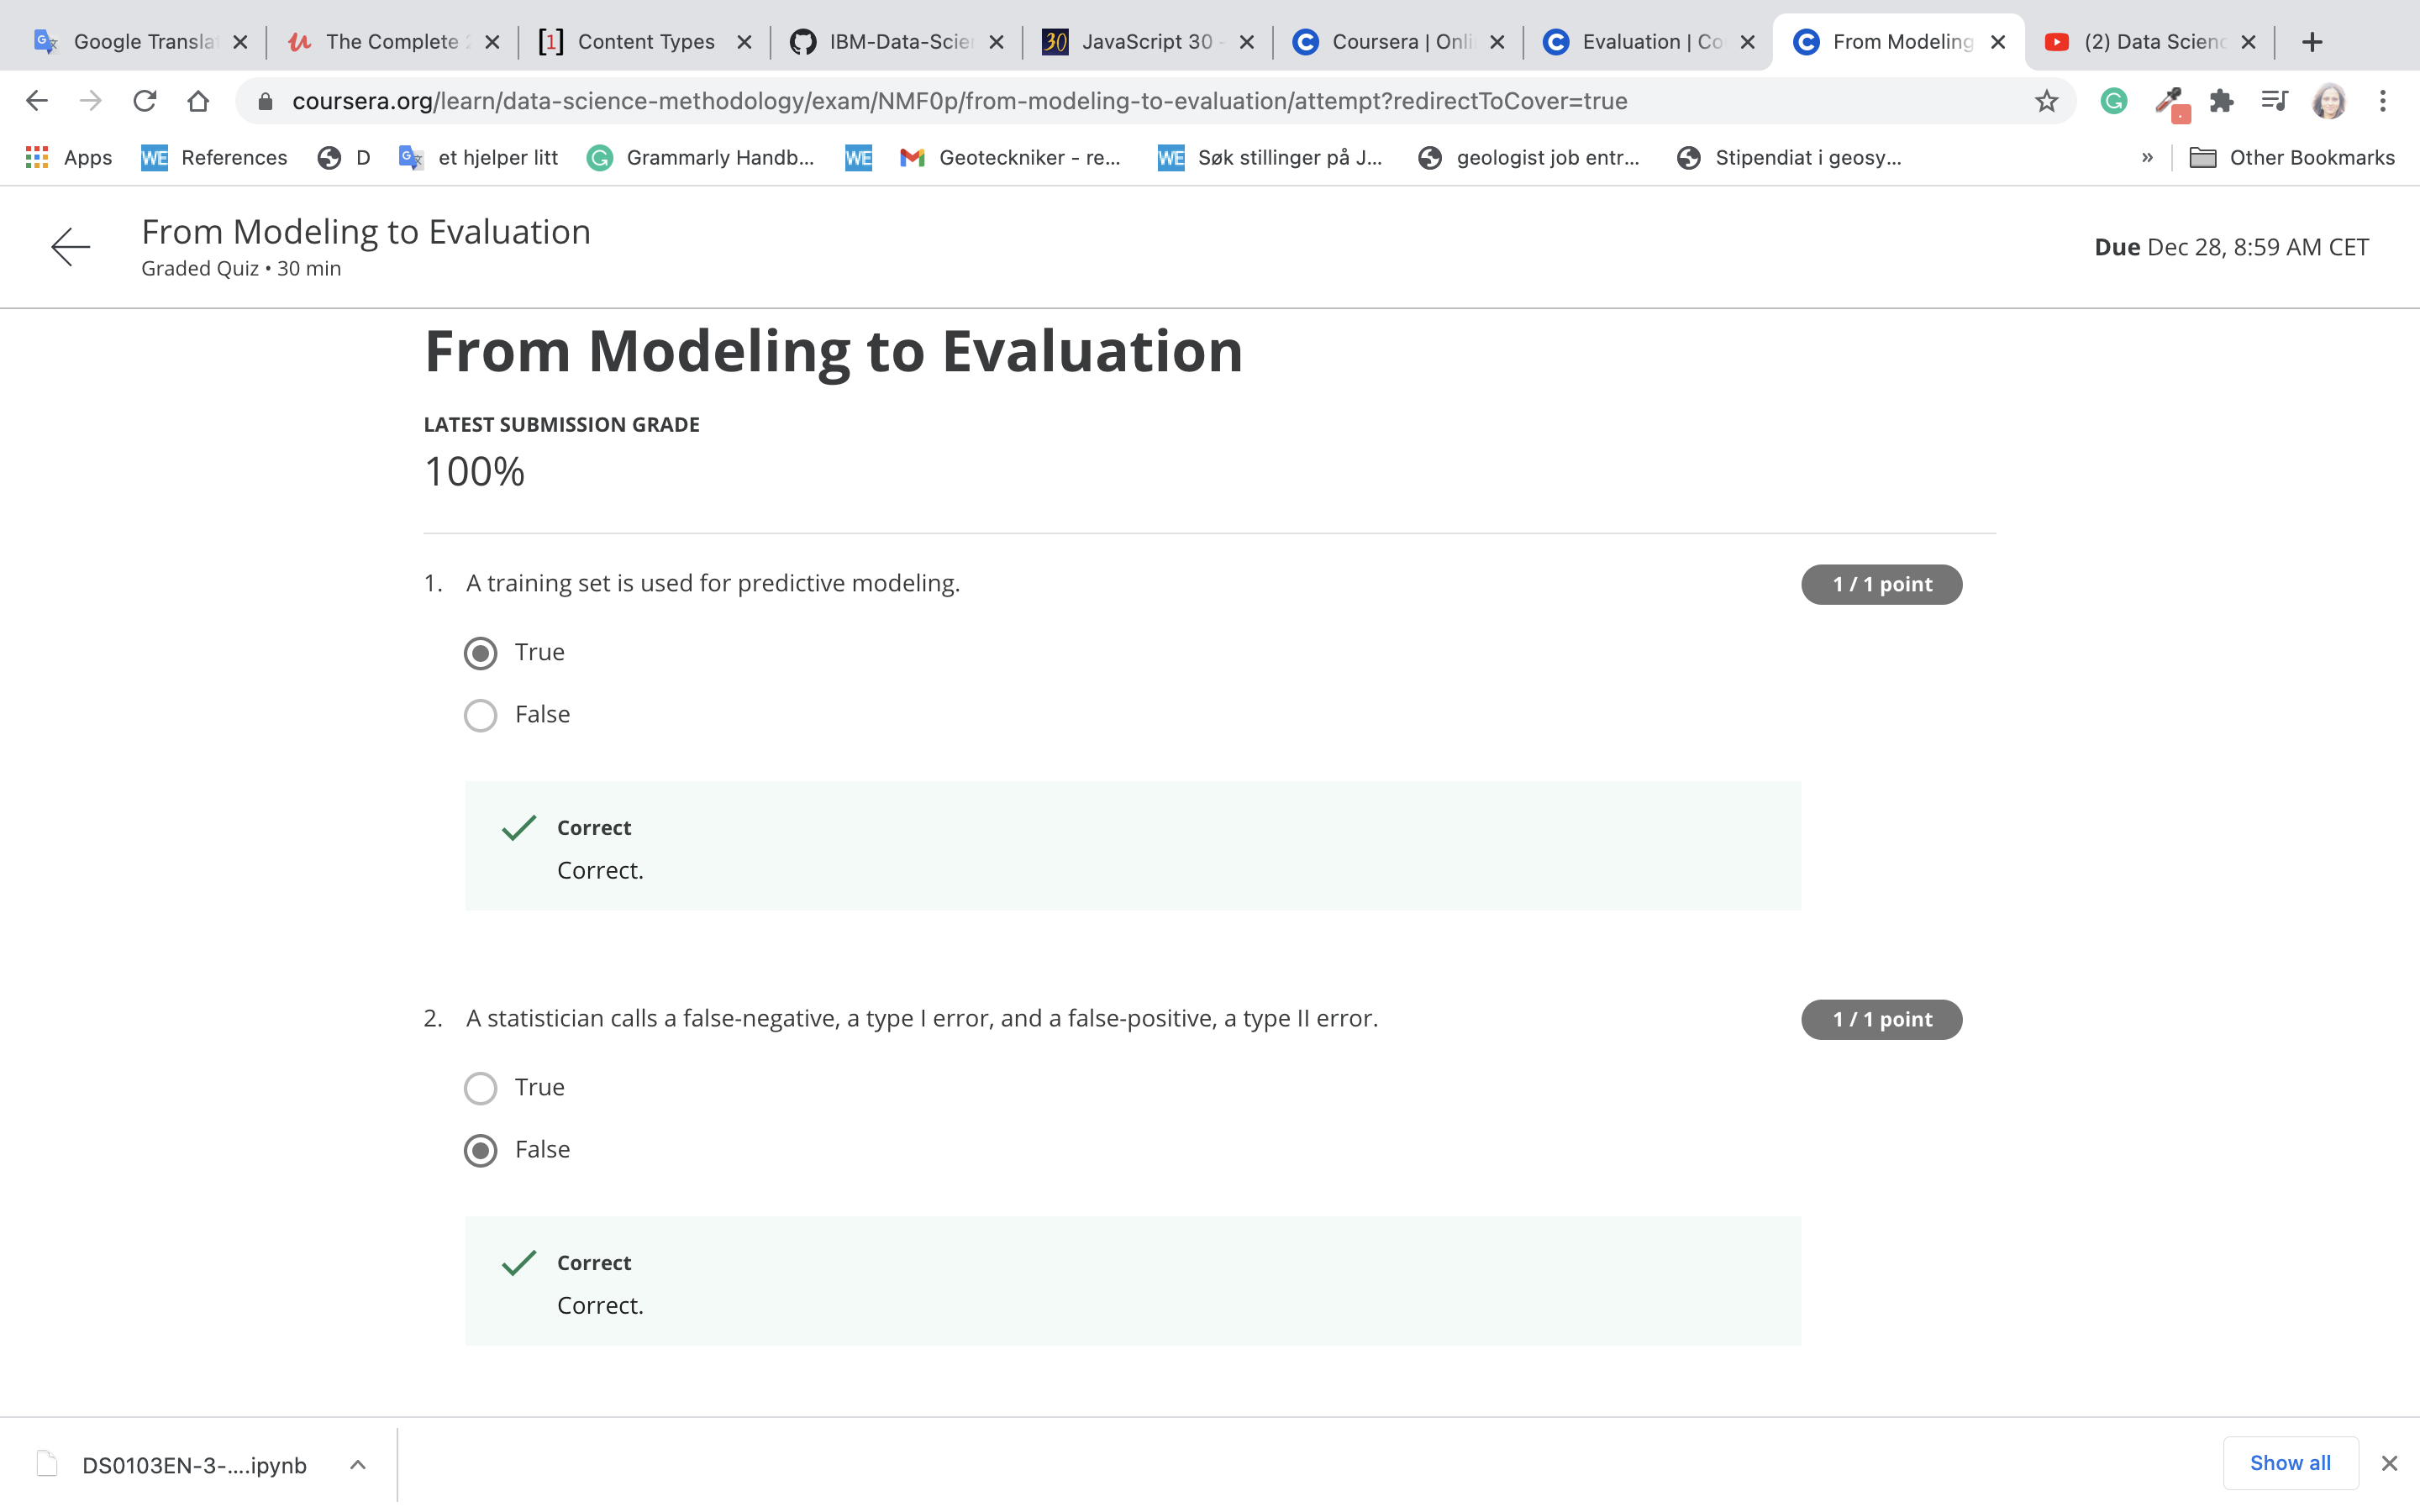 Google Transla
The Complete 2
[1] Content Types
IBM-Data-Scien
30 JavaScript 30 -
Coursera | Onli
Evaluation | Co
From Modeling
(2) Data Scienc
coursera.org/learn/data-science-methodology/exam/NMF0p/from-modeling-to-evaluation/attempt?redirectToCover=true
Apps WE References D et hjelper litt Grammarly Handb... WE Geoteckniker - re... WE Søk stillinger på J... geologist job entr... Stipendiat i geosy... » Other Bookmarks
From Modeling to Evaluation
Graded Quiz • 30 min
Due Dec 28, 8:59 AM CET
From Modeling to Evaluation
LATEST SUBMISSION GRADE
100%
1. A training set is used for predictive modeling.
1 / 1 point
True
False
Correct
Correct.
2. A statistician calls a false-negative, a type I error, and a false-positive, a type II error.
1 / 1 point
True
False
Correct
Correct.
DS0103EN-3-....ipynb
Show all